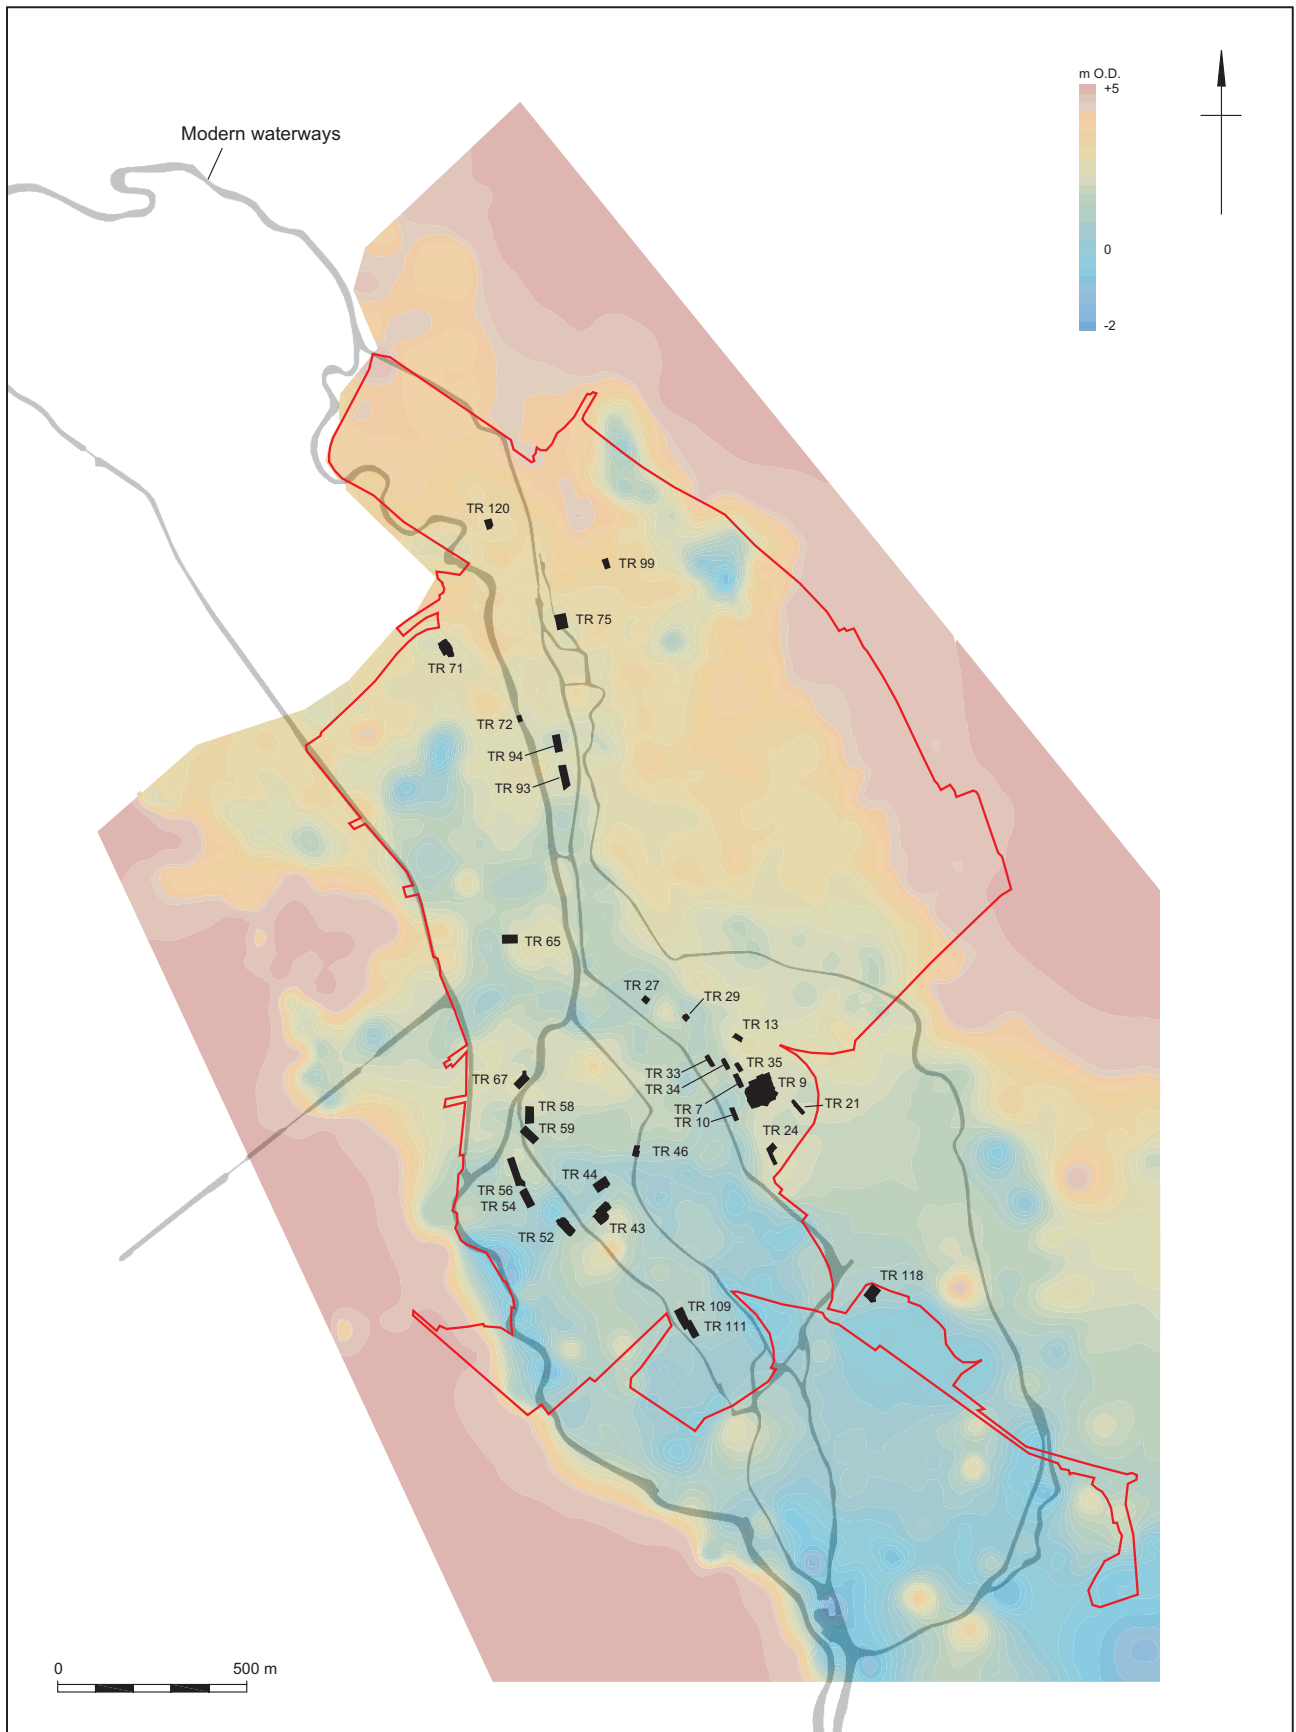 m O.D.
+5
Modern waterways
0
-2
TR 120
TR 99
TR 75
TR 71
TR 72
TR 94
TR 93
TR 65
TR 27
TR 29
TR 13
TR 33
TR 35
TR 34
TR 67
TR 9
TR 7
TR 21
TR 58
TR 10
TR 59
TR 24
TR 46
TR 44
TR 56
TR 54
TR 43
TR 52
TR 118
TR 109
TR 111
0 500 m